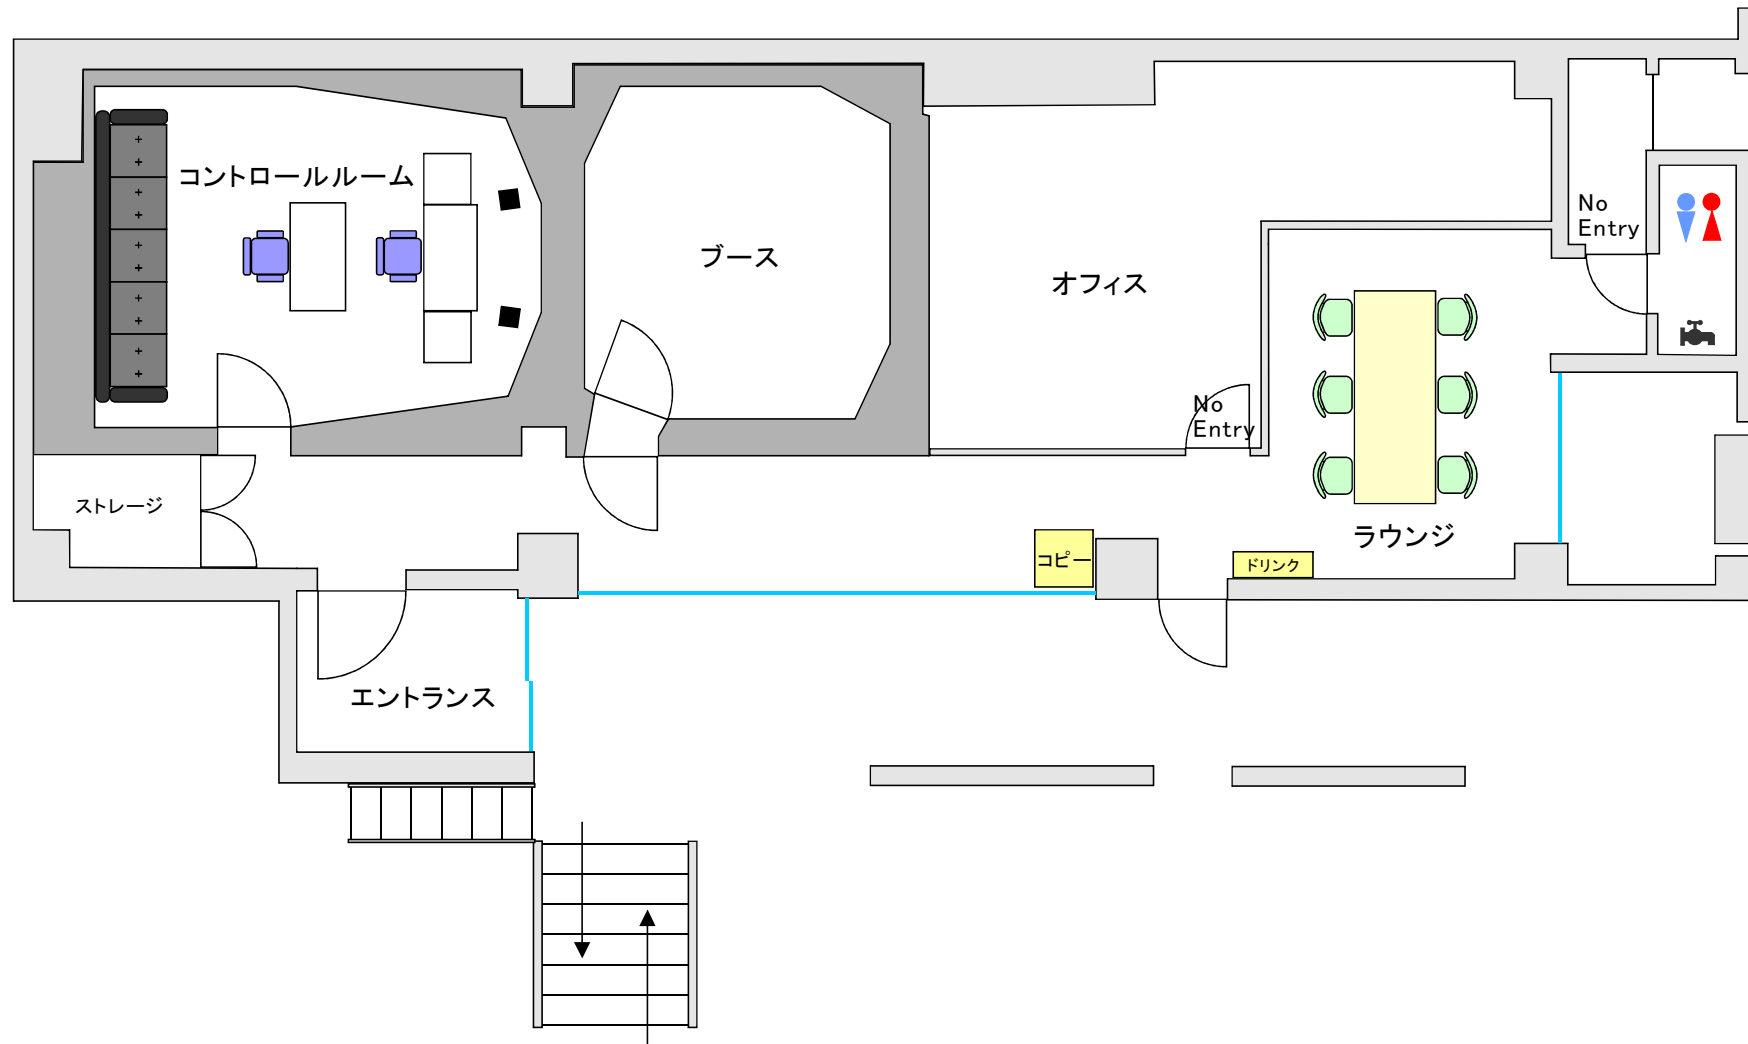 コントロールルーム
ブース
オフィス
No
Entry
No
Entry
ストレージ
コピー
ラウンジ
ドリンク
エントランス